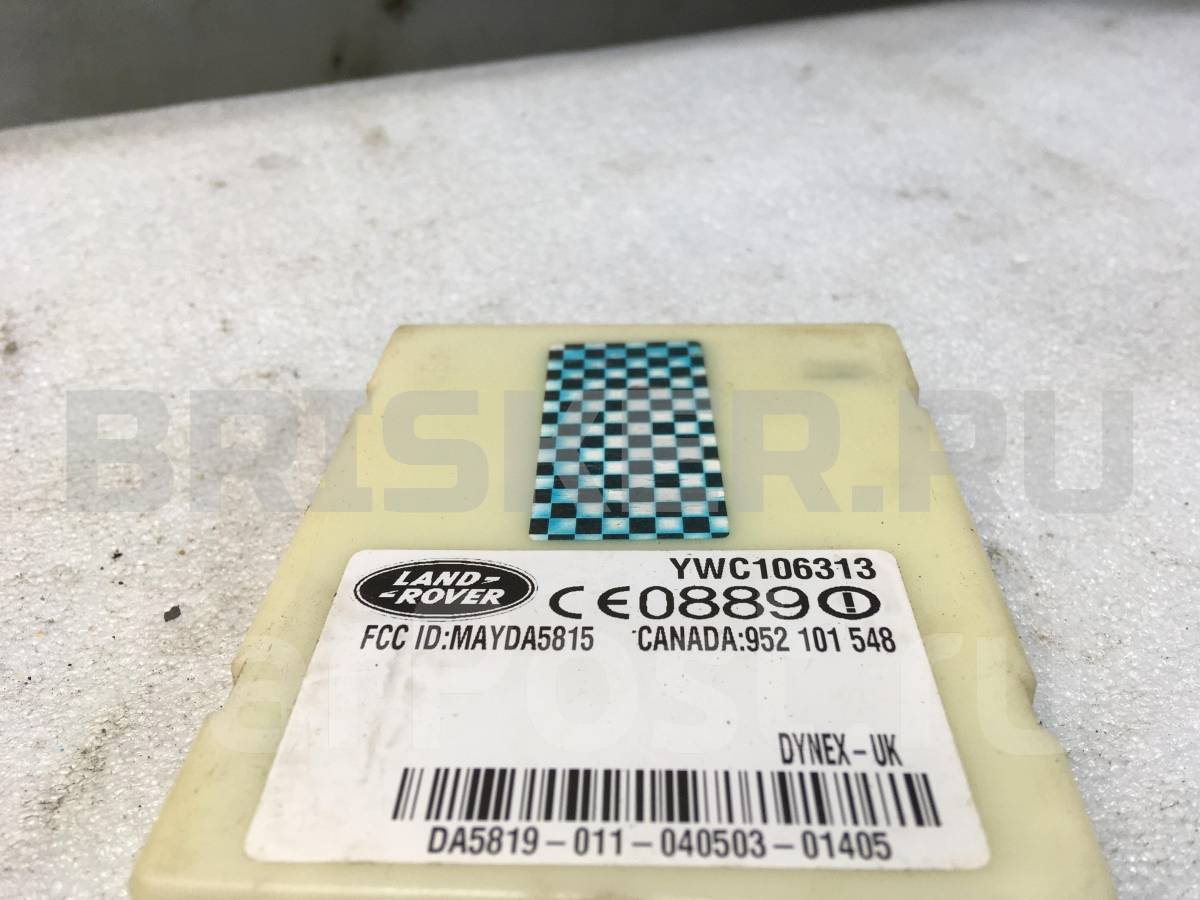 BRISKER.RU
YWC106313
LAND-
-ROVER
CE0889
FCC ID:MAYDA5815 CANADA:952 101 548
DYNEX-UK
DA5819-011-040503-01405